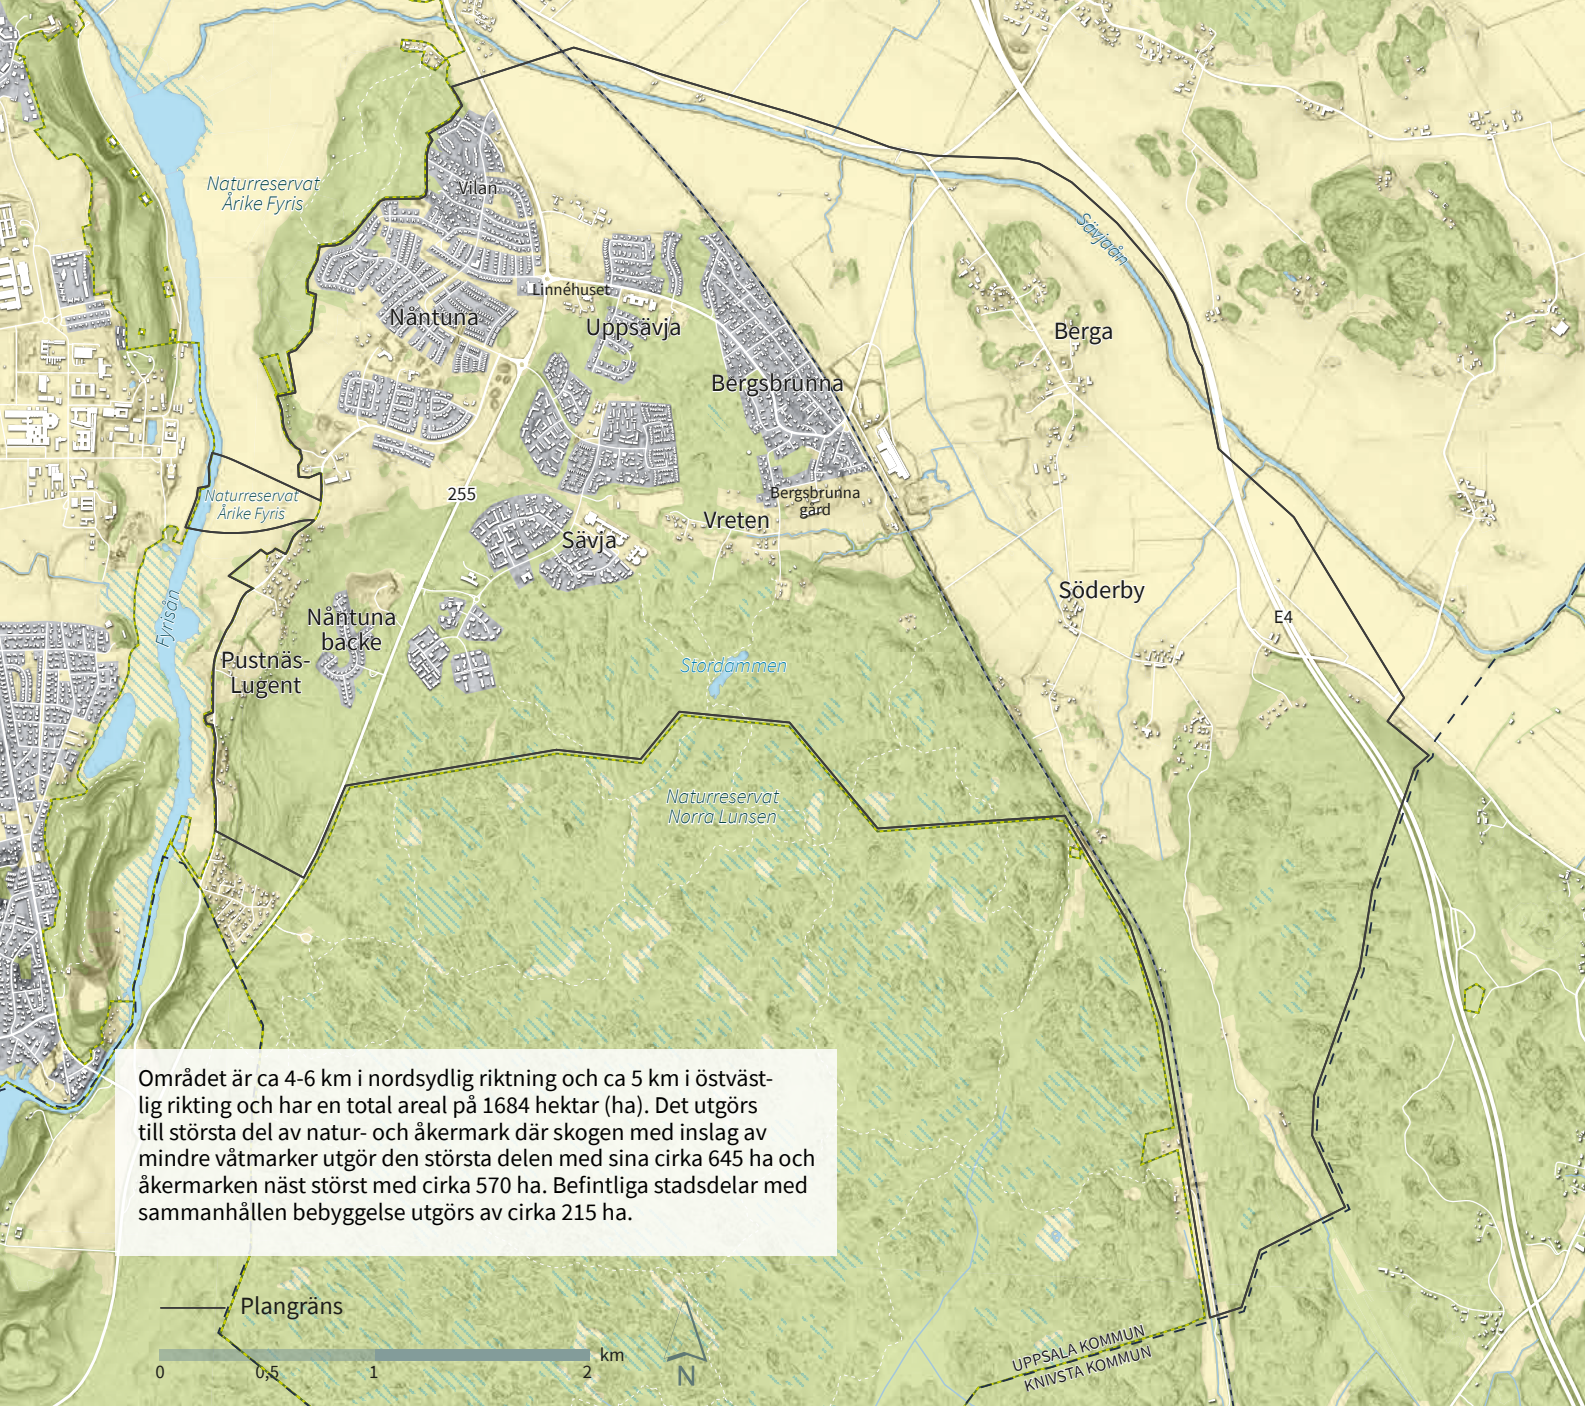 Naturreservat
Årike Fyris
Vilan
Sävjaån
Linnéhuset
Nåntuna
Uppsävja
Berga
Bergsbrunna
255
Naturreservat
Årike Fyris
Bergsbrunna
gård
Vreten
Sävja
Söderby
Fyrisån
Nåntuna
backe
E4
Pustnäs-
Lugent
Stordammen
Naturreservat
Norra Lunsen
Området är ca 4-6 km i nordsydlig riktning och ca 5 km i östväst-
lig rikting och har en total areal på 1684 hektar (ha). Det utgörs
till största del av natur- och åkermark där skogen med inslag av
mindre våtmarker utgör den största delen med sina cirka 645 ha och
åkermarken näst störst med cirka 570 ha. Befintliga stadsdelar med
sammanhållen bebyggelse utgörs av cirka 215 ha.
Plangräns
km
0 0,5 1 2
N
UPPSALA KOMMUN
KNIVSTA KOMMUN